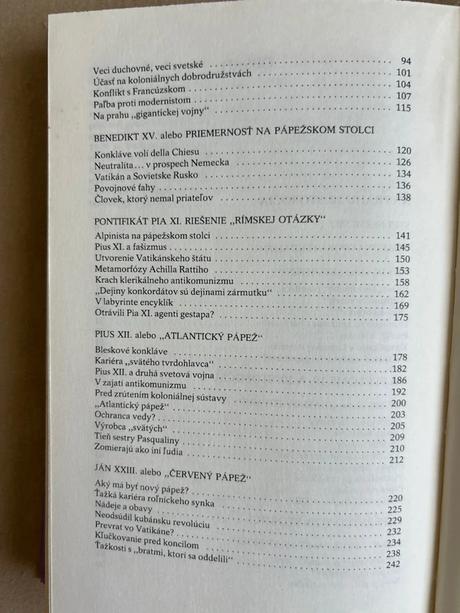 Veci duchovné, veci svetské 94
Účasť na koloniálnych dobrodružstvách 101
Konflikt s Francúzskom 104
Paľba proti modernistom 107
Na prahu „gigantickej vojny“ 115
BENEDIKT XV. alebo PRIEMERNOSŤ NA PÁPEŽSKOM STOLCI
Konkláve volí della Chiesu 120
Neutralita... v prospech Nemecka 126
Vatikán a Sovietske Rusko 134
Povojnové ťahy 136
Človek, ktorý nemal priateľov 138
PONTIFIKÁT PIA XI. RIEŠENIE „RÍMSKEJ OTÁZKY“
Alpinista na pápežskom stolci 141
Pius XI. a fašizmus 145
Utvorenie Vatikánskeho štátu 150
Metamorfózy Achilla Rattiho 153
Krach klerikálneho antikomunizmu 158
„Dejiny konkordátov sú dejinami zármutku“ 162
V labyrinte encyklík 169
Otrávili Pia XI. agenti gestapa? 175
PIUS XII. alebo „ATLANTICKÝ PÁPEŽ“
Bleskové konkláve 178
Kariéra „svätého tvrdohlavca“ 182
Pius XII. a druhá svetová vojna 186
V zajatí antikomunizmu 192
Pred zrútením koloniálnej sústavy 200
„Atlantický pápež“ 203
Ochranca vedy? 205
Výrobca „svätých“ 209
Tieň sestry Pasqualiny 210
Zomierajú ako iní ľudia 212
JÁN XXIII. alebo „ČERVENÝ PÁPEŽ“
Aký má byť nový pápež? 220
Ťažká kariéra roľníckeho synka 225
Nádeje a obavy 229
Neodsúdil kubánsku revolúciu 232
Prevrat vo Vatikáne? 234
Kľučkovanie pred koncilom 238
Ťažkosti s „bratmi, ktorí sa oddelili“ 242